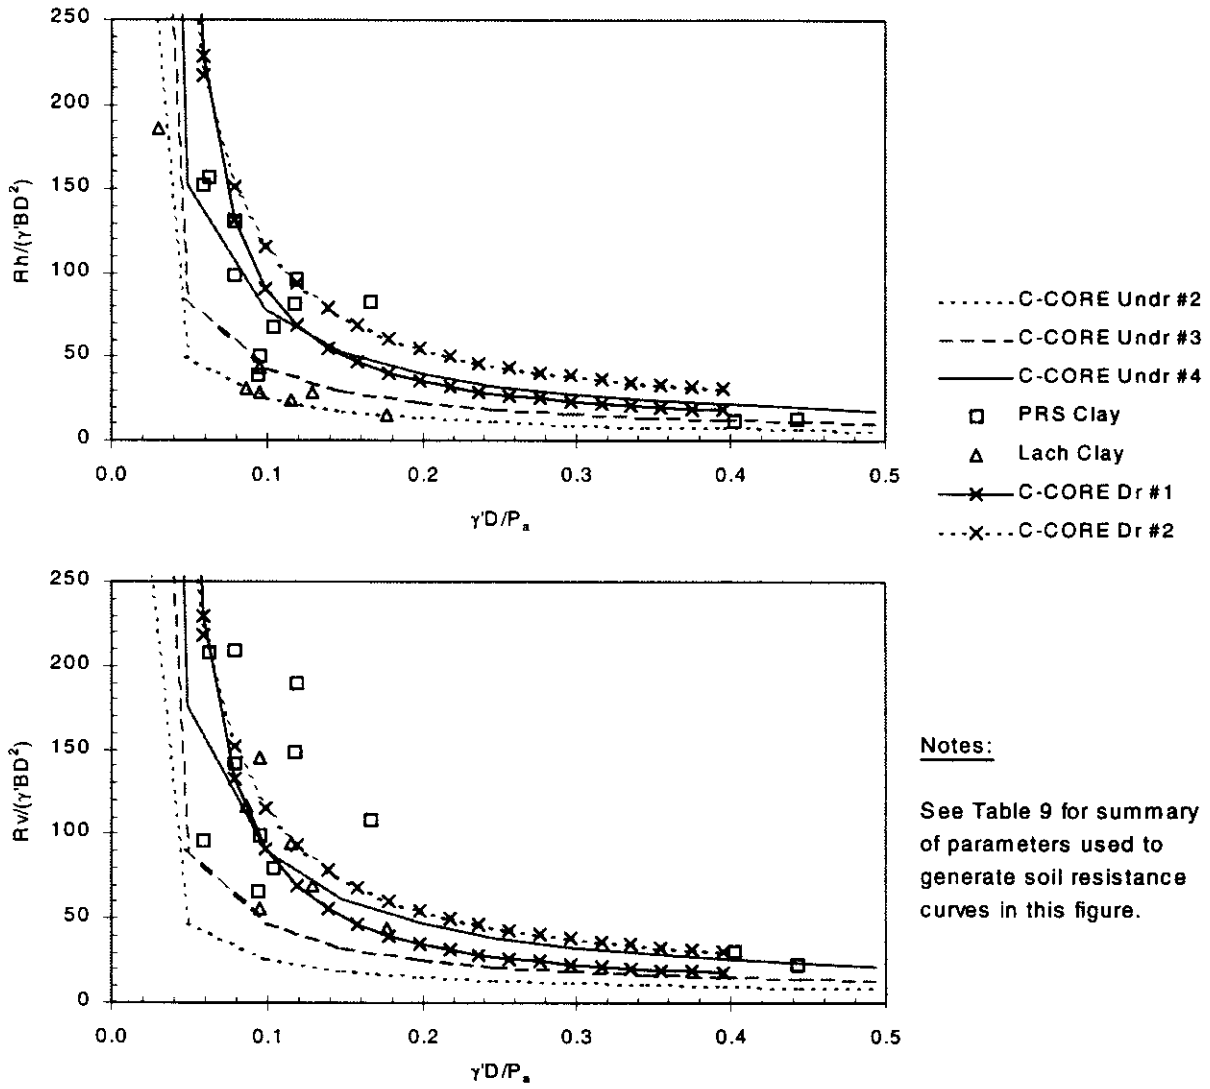 250
200
150
100
50
0
Rh/(γ'BD²)
0.0 0.1 0.2 0.3 0.4 0.5
γ'D/Pₐ
C-CORE Undr #2
C-CORE Undr #3
C-CORE Undr #4
PRS Clay
Lach Clay
C-CORE Dr #1
C-CORE Dr #2
250
200
150
100
50
0
Rv/(γ'BD²)
0.0 0.1 0.2 0.3 0.4 0.5
γ'D/Pₐ
Notes:
See Table 9 for summary
of parameters used to
generate soil resistance
curves in this figure.